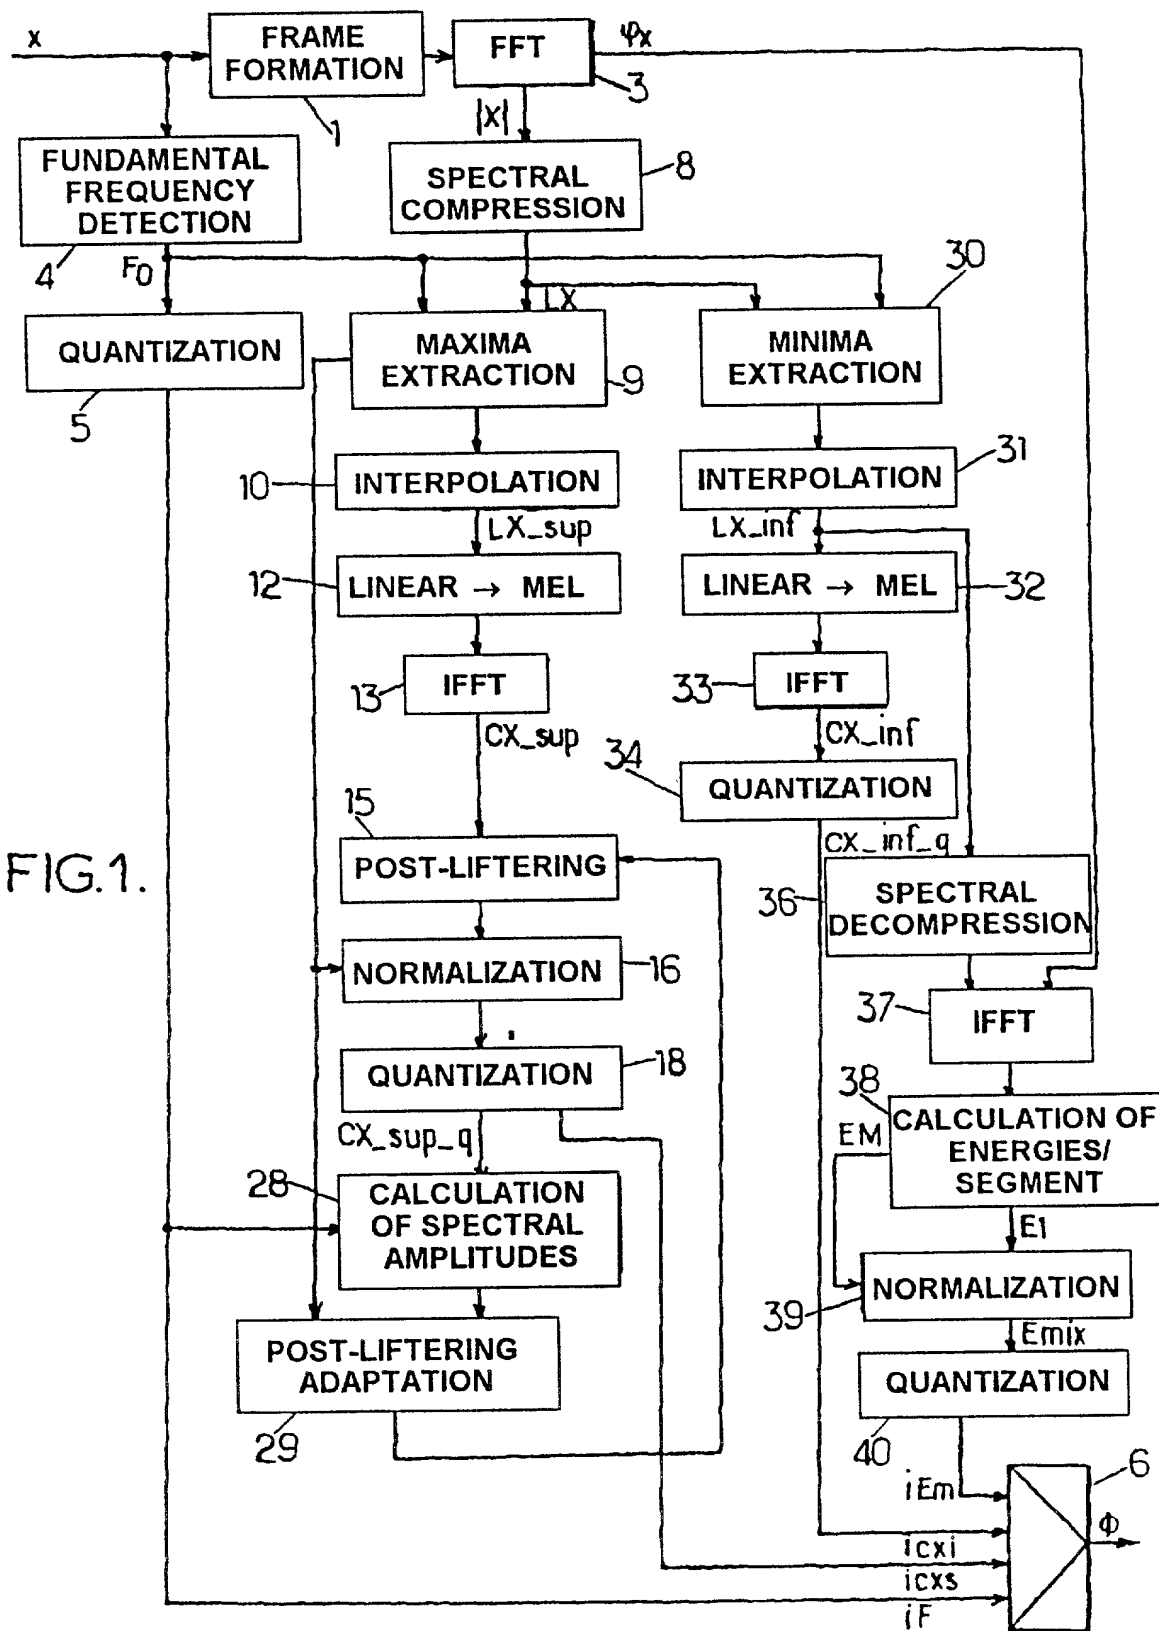 x
FRAME
FORMATION
1
FFT
3
φx
|X|
FUNDAMENTAL
FREQUENCY
DETECTION
4
F0
SPECTRAL
COMPRESSION
8
LX
30
QUANTIZATION
5
MAXIMA
EXTRACTION
9
MINIMA
EXTRACTION
10
INTERPOLATION
LX_sup
INTERPOLATION
31
LX_inf
12
LINEAR → MEL
LINEAR → MEL
32
13
IFFT
CX_sup
33
IFFT
CX_inf
34
QUANTIZATION
CX_inf_q
15
POST-LIFTERING
FIG.1.
36
SPECTRAL
DECOMPRESSION
NORMALIZATION
16
37
IFFT
QUANTIZATION
18
CX_sup_q
38
EM
CALCULATION OF
ENERGIES/
SEGMENT
E1
28
CALCULATION
OF SPECTRAL
AMPLITUDES
39
NORMALIZATION
Emix
POST-LIFTERING
ADAPTATION
29
QUANTIZATION
40
6
iEm
icxi
icxs
iF
Φ